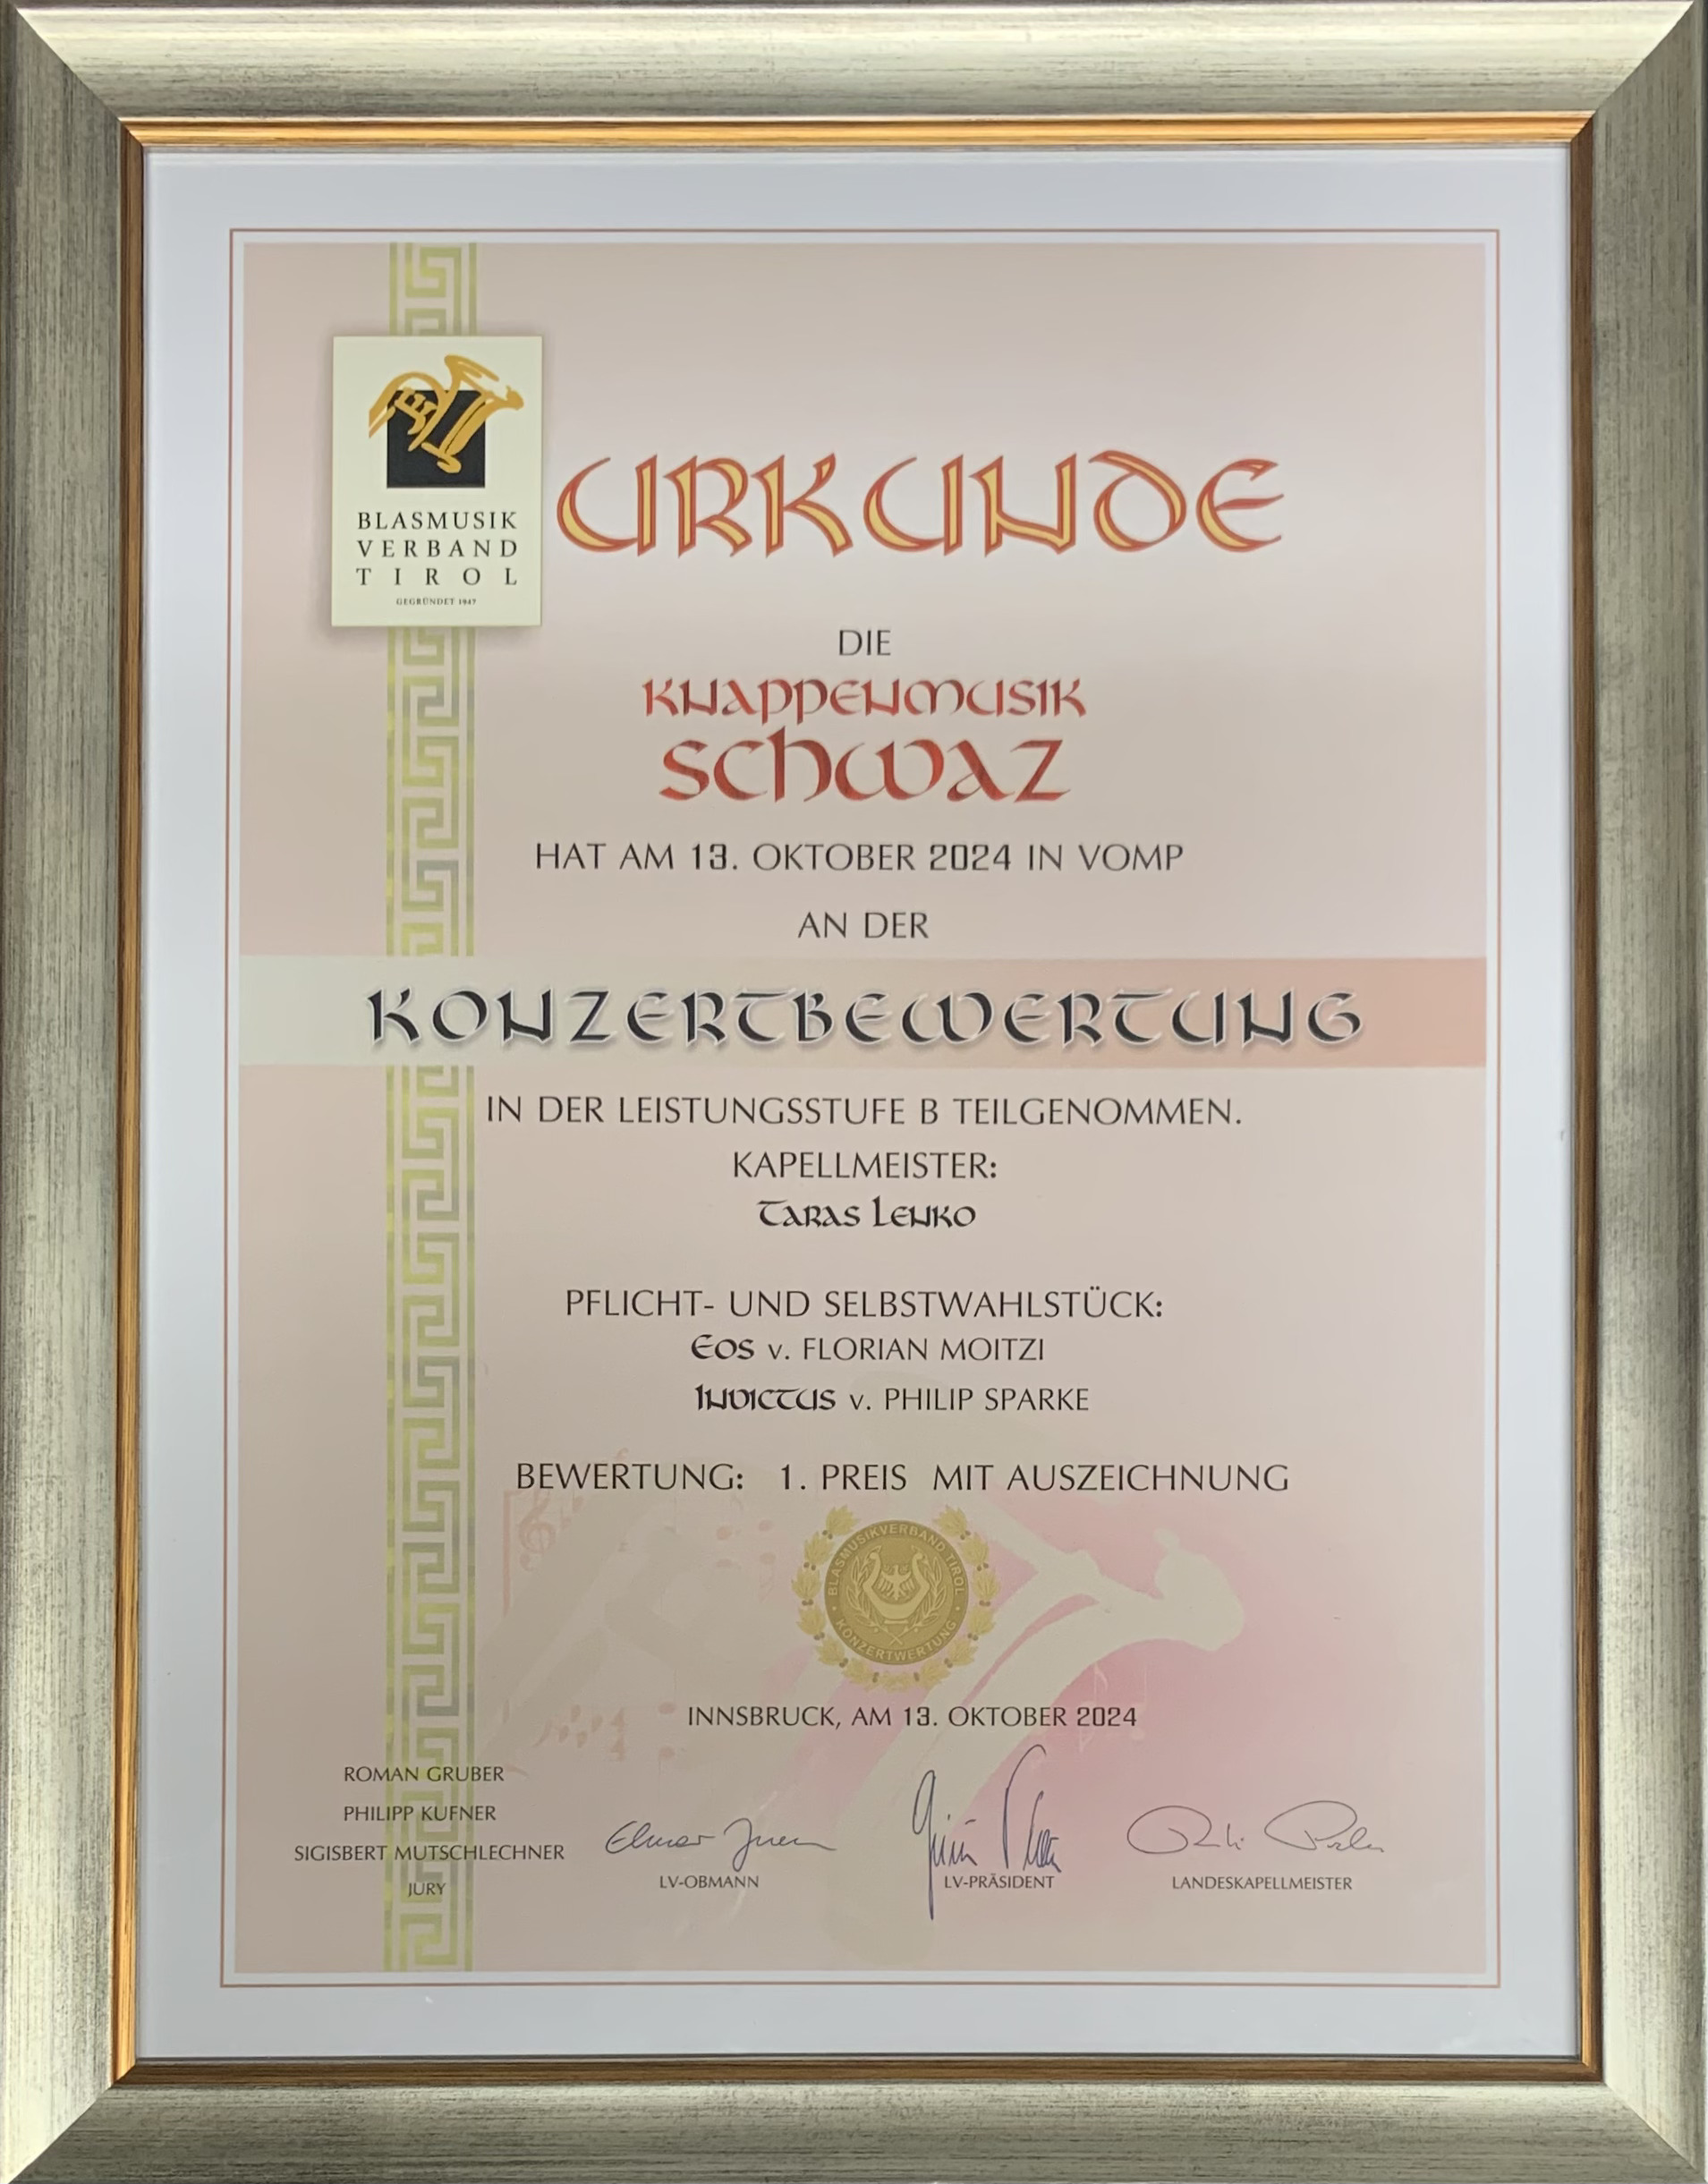 BLASMUSIK
VERBAND
TIROL
GEGRÜNDET 1947
URKUNDE
DIE
KNAPPENMUSIK
SCHWAZ
HAT AM 13. OKTOBER 2024 IN VOMP
AN DER
KONZERTBEWERTUNG
IN DER LEISTUNGSSTUFE B TEILGENOMMEN.
KAPELLMEISTER:
TARAS LENKO
PFLICHT- UND SELBSTWAHLSTÜCK:
EOS v. FLORIAN MOITZI
INVICTUS v. PHILIP SPARKE
BEWERTUNG: 1. PREIS MIT AUSZEICHNUNG
BLASMUSIKVERBAND TIROL
KONZERTWERTUNG
INNSBRUCK, AM 13. OKTOBER 2024
ROMAN GRUBER
PHILIPP KUFNER
SIGISBERT MUTSCHLECHNER
JURY
Elmar
LV-OBMANN
LV-PRÄSIDENT
LANDESKAPELLMEISTER